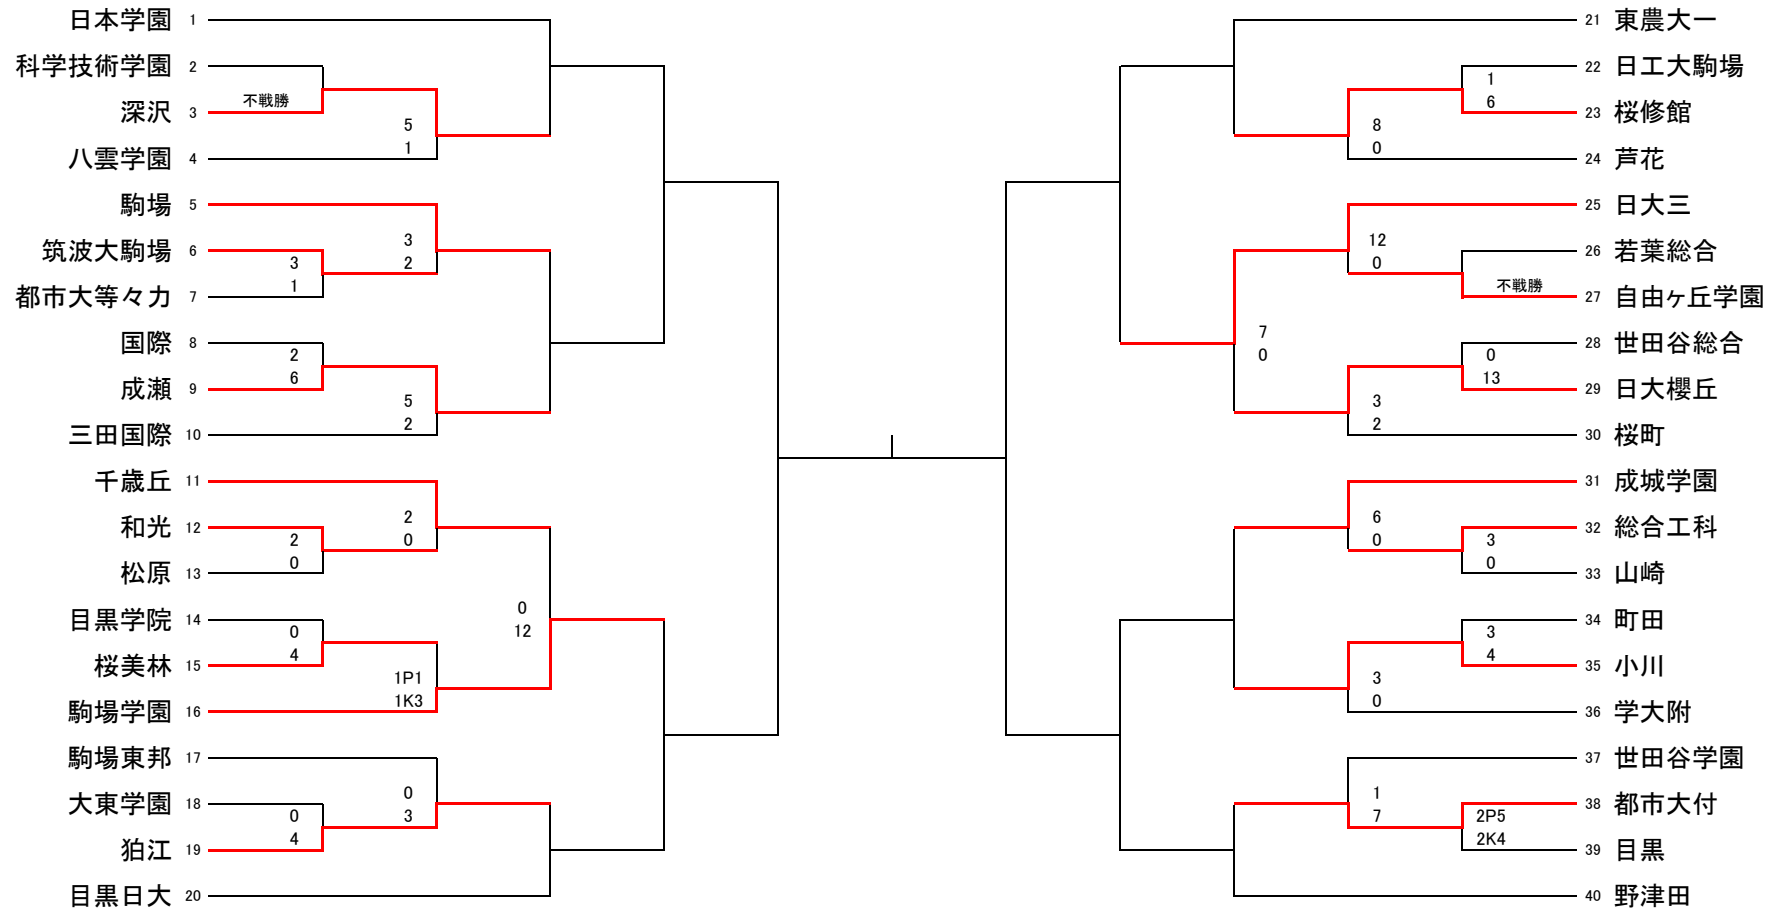 日本学園 1
科学技術学園 2
不戦勝
深沢 3
5
1
八雲学園 4
駒場 5
3
筑波大駒場 6
3
2
1
都市大等々力 7
国際 8
2
6
成瀬 9
5
2
三田国際 10
千歳丘 11
2
和光 12
2
0
0
松原 13
0
目黒学院 14
12
0
4
桜美林 15
1P1
1K3
駒場学園 16
駒場東邦 17
0
大東学園 18
0
3
4
狛江 19
目黒日大 20
21 東農大一
22 日工大駒場
1
6
23 桜修館
8
0
24 芦花
25 日大三
12
26 若葉総合
0
不戦勝
27 自由ヶ丘学園
7
0
28 世田谷総合
0
13
29 日大櫻丘
3
2
30 桜町
31 成城学園
6
32 総合工科
0
3
0
33 山崎
34 町田
3
4
35 小川
3
0
36 学大附
37 世田谷学園
1
38 都市大付
7
2P5
2K4
39 目黒
40 野津田